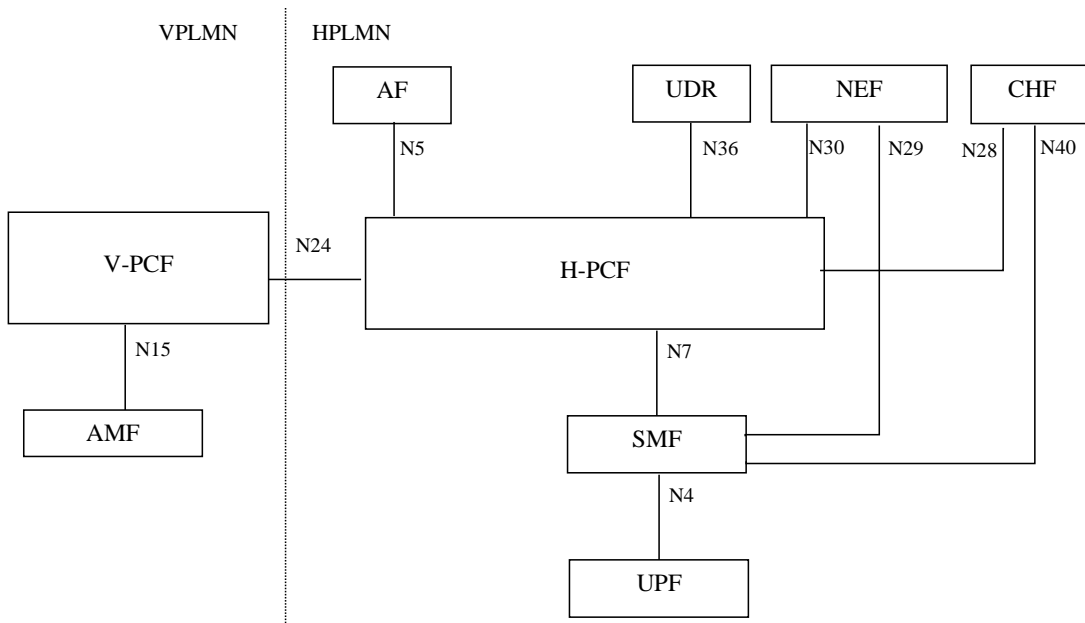 VPLMN
HPLMN
AF
UDR
NEF
CHF
N5
N36
N30
N29
N28
N40
V-PCF
N24
H-PCF
N15
N7
AMF
SMF
N4
UPF